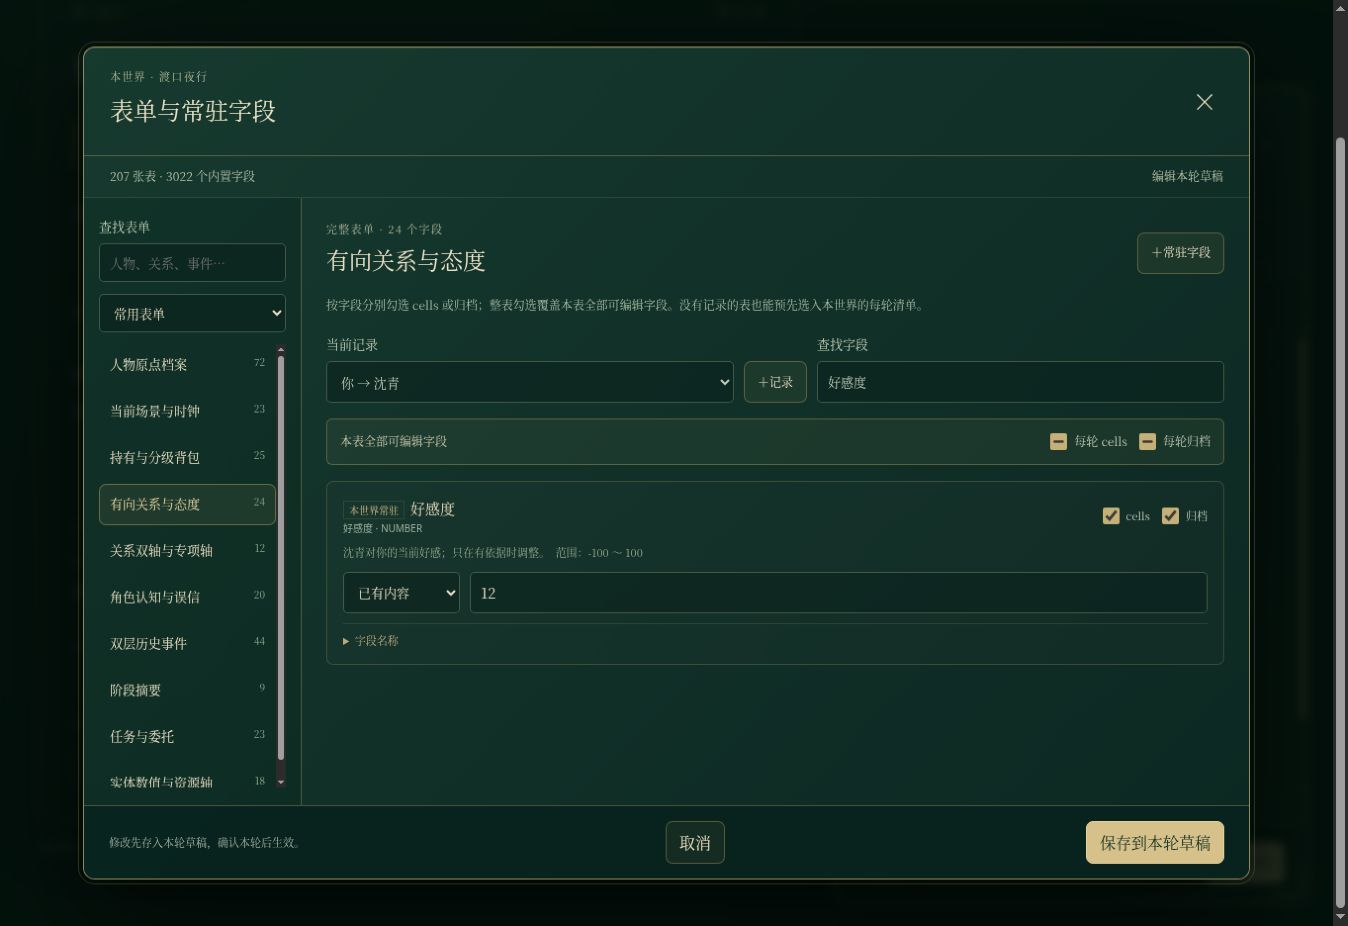 本世界 · 渡口夜行
表单与常驻字段
207 张表 · 3022 个内置字段
编辑本轮草稿
查找表单
人物、关系、事件…
常用表单
人物原点档案 72
当前场景与时钟 23
持有与分级背包 25
有向关系与态度 24
关系双轴与专项轴 12
角色认知与误信 20
双层历史事件 44
阶段摘要 9
任务与委托 23
实体数值与资源轴 18
完整表单 · 24 个字段
有向关系与态度
＋常驻字段
按字段分别勾选 cells 或归档；整表勾选覆盖本表全部可编辑字段。没有记录的表也能预先选入本世界的每轮清单。
当前记录
你 → 沈青
＋记录
查找字段
好感度
本表全部可编辑字段
每轮 cells
每轮归档
本世界常驻 好感度
好感度 · NUMBER
cells
归档
沈青对你的当前好感；只在有依据时调整。 范围：-100 ～ 100
已有内容
12
▶ 字段名称
修改先存入本轮草稿，确认本轮后生效。
取消
保存到本轮草稿